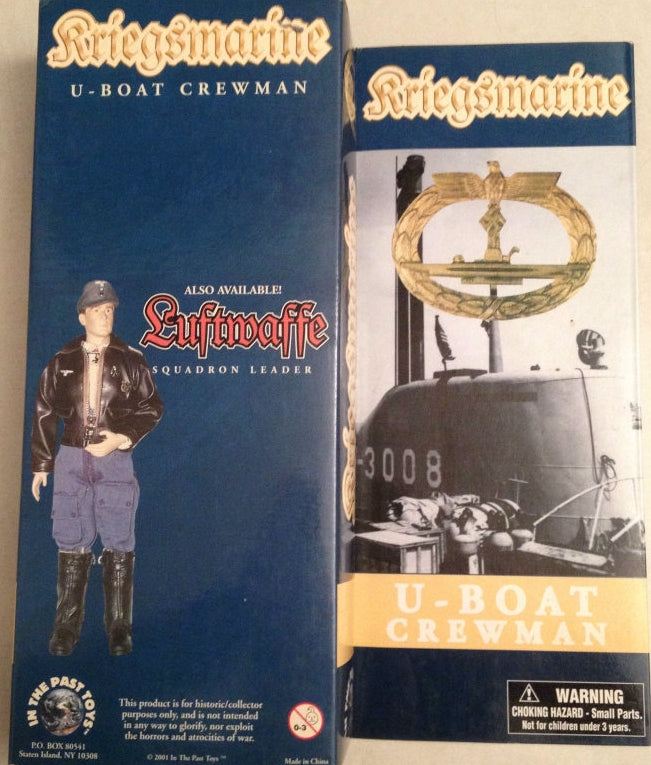 Kriegsmarine
U-BOAT CREWMAN
ALSO AVAILABLE!
Luftwaffe
SQUADRON LEADER
IN THE PAST TOYS
P.O. BOX 80541
Staten Island, NY 10308
This product is for historic/collector
purposes only, and is not intended
in any way to glorify, nor exploit
the horrors and atrocities of war.
© 2001 In The Past Toys ™
0-3
Made in China
Kriegsmarine
-3008
U-BOAT
CREWMAN
WARNING
CHOKING HAZARD - Small Parts.
Not for children under 3 years.